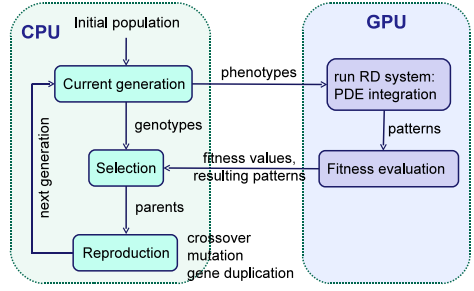 CPU
Initial population
GPU
Current generation
phenotypes
run RD system:
PDE integration
genotypes
patterns
next generation
Selection
fitness values,
resulting patterns
Fitness evaluation
parents
Reproduction
crossover
mutation
gene duplication